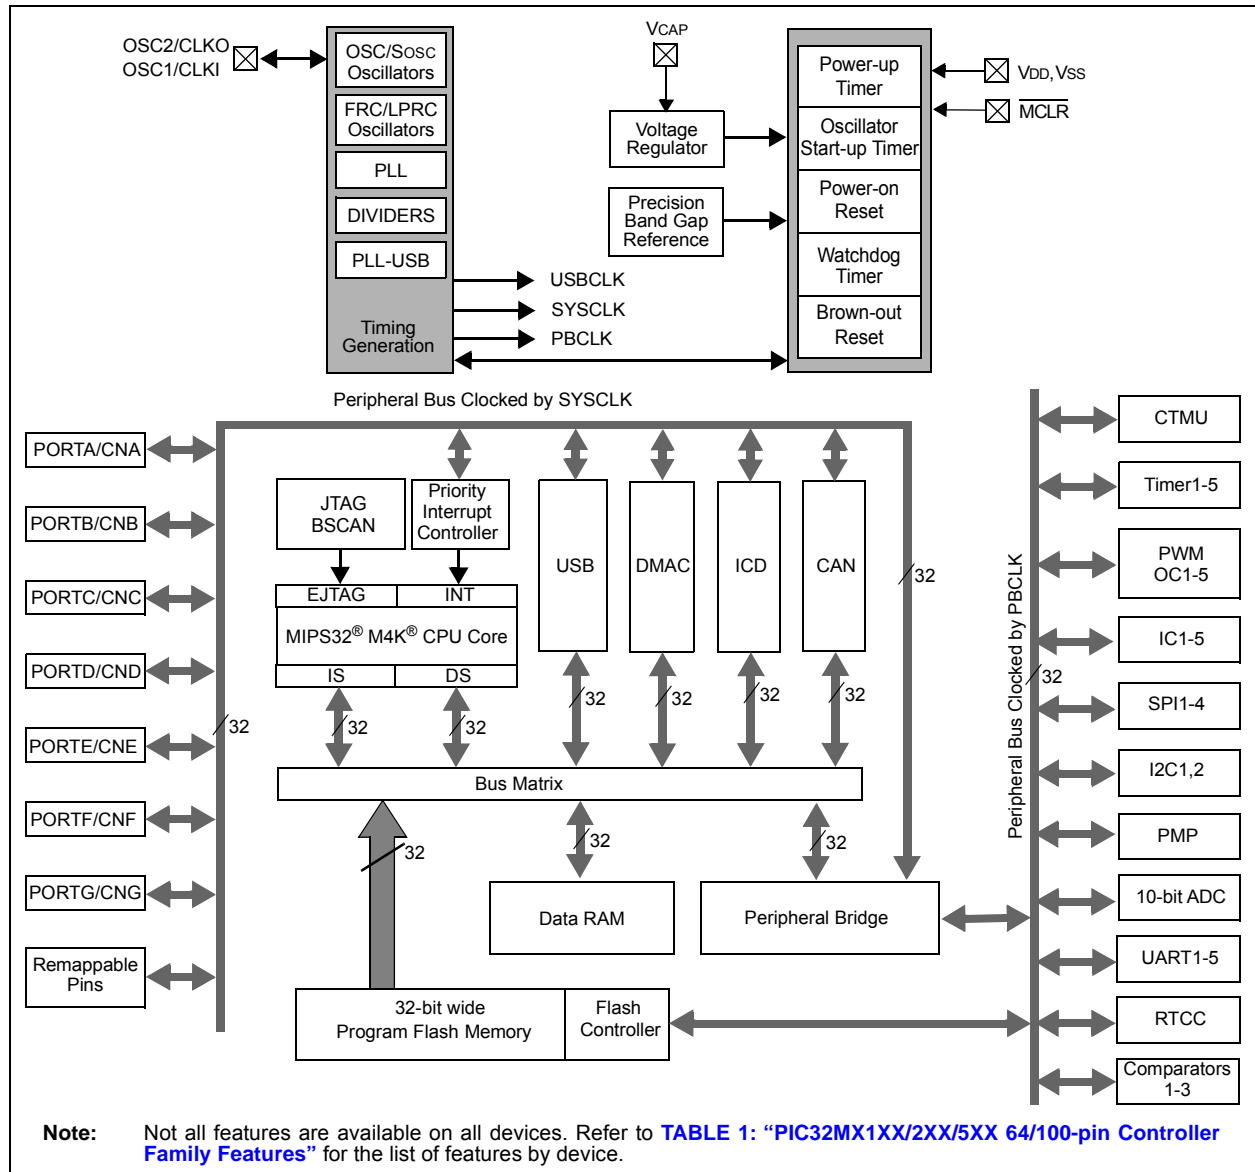 OSC2/CLKO
OSC1/CLKI
OSC/SOSC
Oscillators
FRC/LPRC
Oscillators
PLL
DIVIDERS
PLL-USB
Timing
Generation
USBCLK
SYSCLK
PBCLK
VCAP
Voltage
Regulator
Precision
Band Gap
Reference
Power-up
Timer
Oscillator
Start-up Timer
Power-on
Reset
Watchdog
Timer
Brown-out
Reset
VDD, VSS
MCLR
Peripheral Bus Clocked by SYSCLK
PORTA/CNA
PORTB/CNB
PORTC/CNC
PORTD/CND
PORTE/CNE
PORTF/CNF
PORTG/CNG
Remappable
Pins
32
JTAG
BSCAN
Priority
Interrupt
Controller
EJTAG
INT
MIPS32® M4K® CPU Core
IS
DS
USB
DMAC
ICD
CAN
32
32
32
32
32
32
32
Bus Matrix
32
32
32
Data RAM
Peripheral Bridge
32-bit wide
Program Flash Memory
Flash
Controller
Peripheral Bus Clocked by PBCLK
32
CTMU
Timer1-5
PWM
OC1-5
IC1-5
SPI1-4
I2C1,2
PMP
10-bit ADC
UART1-5
RTCC
Comparators
1-3
Note: Not all features are available on all devices. Refer to TABLE 1: “PIC32MX1XX/2XX/5XX 64/100-pin Controller
Family Features” for the list of features by device.